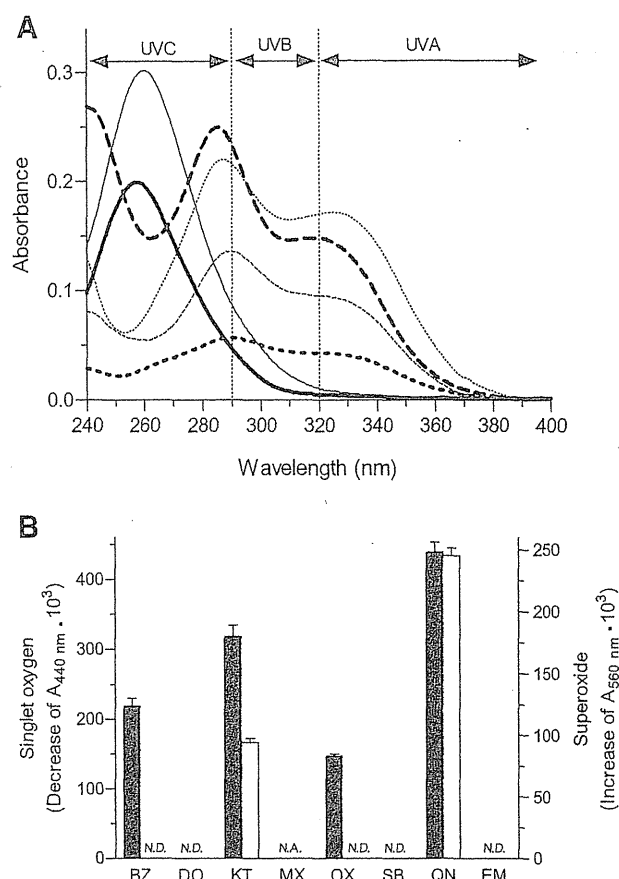 A
UVC UVB UVA
0.3
0.2
0.1
0.0
Absorbance
240 260 280 300 320 340 360 380 400
Wavelength (nm)
B
Singlet oxygen
(Decrease of A440 nm · 10³)
400
300
200
100
0
250
200
150
100
50
0
Superoxide
(Increase of A560 nm · 10³)
N.D. N.D. N.A. N.D. N.D. N.D.
BZ DO KT MX OX SB QN EM